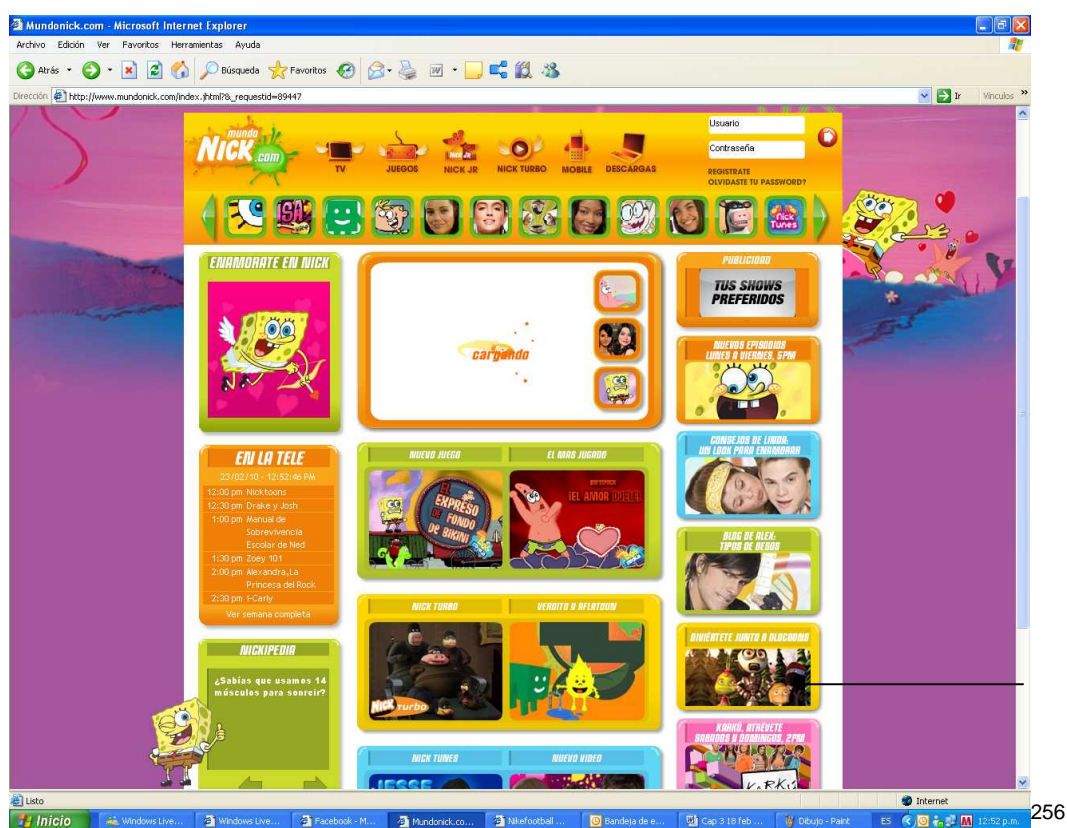 Mundonick.com - Microsoft Internet Explorer
Archivo Edición Ver Favoritos Herramientas Ayuda
Atrás Búsqueda Favoritos
Dirección http://www.mundonick.com/index.jhtml?&_requestid=89447 Ir Vínculos
mundo
NICK.com
TV JUEGOS NICK JR NICK TURBO MOBILE DESCARGAS
Usuario
Contraseña
REGISTRATE
OLVIDASTE TU PASSWORD?
ISA
nick
Tunes
ENAMORATE EN NICK
cargando
PUBLICIDAD
TUS SHOWS
PREFERIDOS
NUEVOS EPISODIOS
LUNES A VIERNES, 5PM
EN LA TELE
23/02/10 - 12:52:46 PM
12:00 pm Nicktoons
12:30 pm Drake y Josh
1:00 pm Manual de
Sobrevivencia
Escolar de Ned
1:30 pm Zoey 101
2:00 pm Alexandra,La
Princesa del Rock
2:30 pm I-Carly
Ver semana completa
NUEVO JUEGO
EL EXPRESO
DE FONDO
DE BIKINI
EL MAS JUGADO
¡EL AMOR DUELE!
CONSEJOS DE LINDA:
UN LOOK PARA ENAMORAR
BLOG DE ALEX:
TIPOS DE BESOS
NICK TURBO
NICK turbo
VERDITO Y AFLATOUN
DIVIÉRTETE JUNTO A
NICKIPEDIA
¿Sabías que usamos 14
músculos para sonreir?
KARKÚ, ATRÉVETE
SABADOS Y DOMINGOS, 2PM
KARKÚ
NICK TUNES
JESSE
NUEVO VIDEO
Listo
Internet
Inicio
Windows Live...
Windows Live...
Facebook - M...
Mundonick.co...
Nikefootball ...
Bandeja de e...
Cap 3 18 feb ...
Dibujo - Paint
ES
12:52 p.m.
256